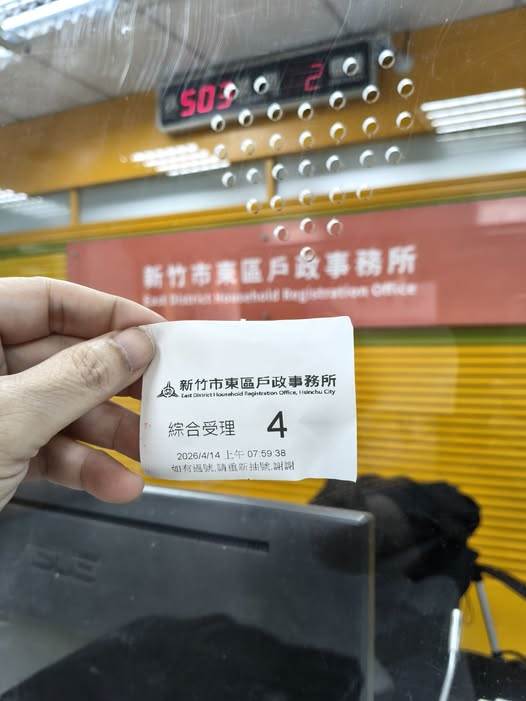 503 2
新竹市東區戶政事務所
East District Household Registration Office
新竹市東區戶政事務所
East District Household Registration Office, Hsinchu City
綜合受理 4
2026/4/14 上午 07:59:38
如有過號,請重新抽號,謝謝